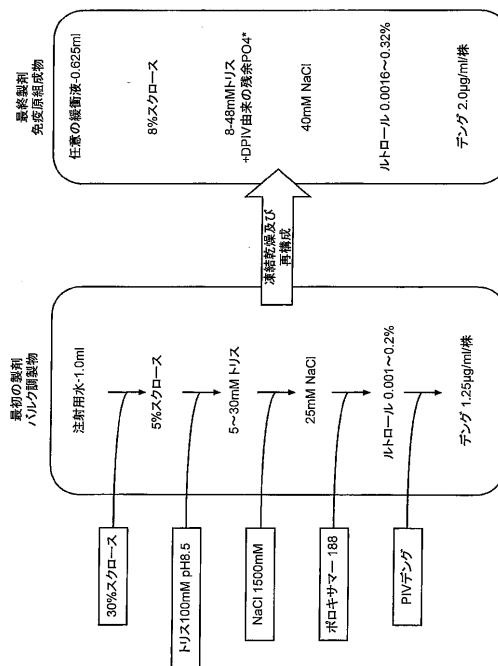 最初の製剤
バルク調製物
注射用水-1.0ml
30%スクロース
5%スクロース
トリス100mM pH8.5
5~30mM トリス
NaCl 1500mM
25mM NaCl
ポロキサマー 188
ルトロール 0.001~0.2%
PIVデング
デング 1.25µg/ml/株
凍結乾燥及び
再構成
最終製剤
免疫原組成物
任意の緩衝液-0.625ml
8%スクロース
8-48mMトリス
+DPIV由来の残余PO4*
40mM NaCl
ルトロール 0.0016~0.32%
デング 2.0µg/ml/株